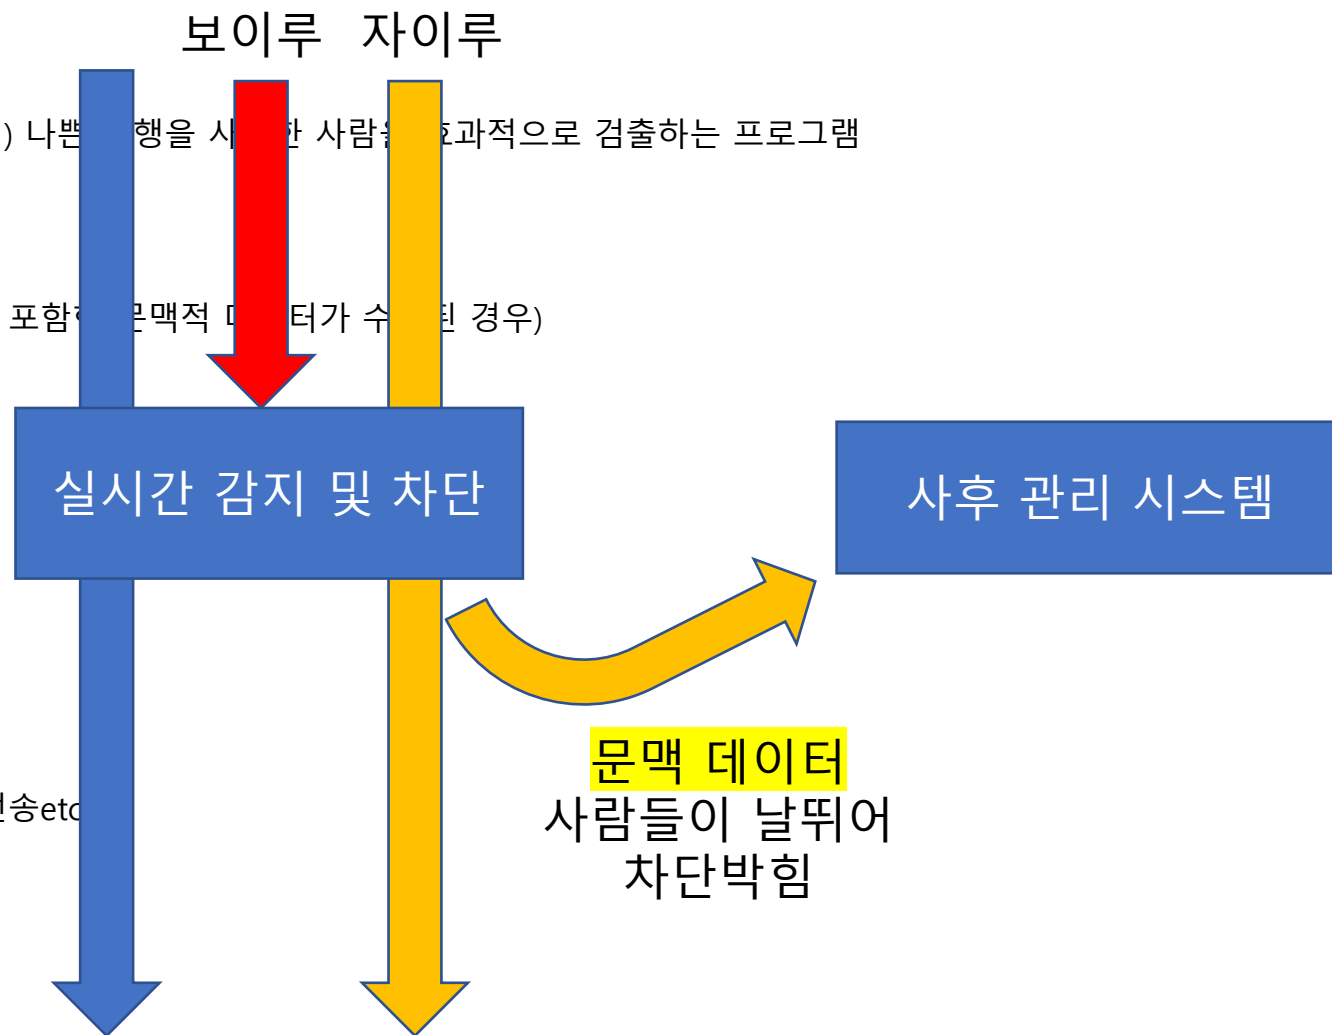 보이루 자이루
) 나쁜 행을 사 한 사람 효과적으로 검출하는 프로그램
포함 문맥적 터가 수 된 경우)
실시간 감지 및 차단
사후 관리 시스템
문맥 데이터
사람들이 날뛰어
차단박힘
송etc